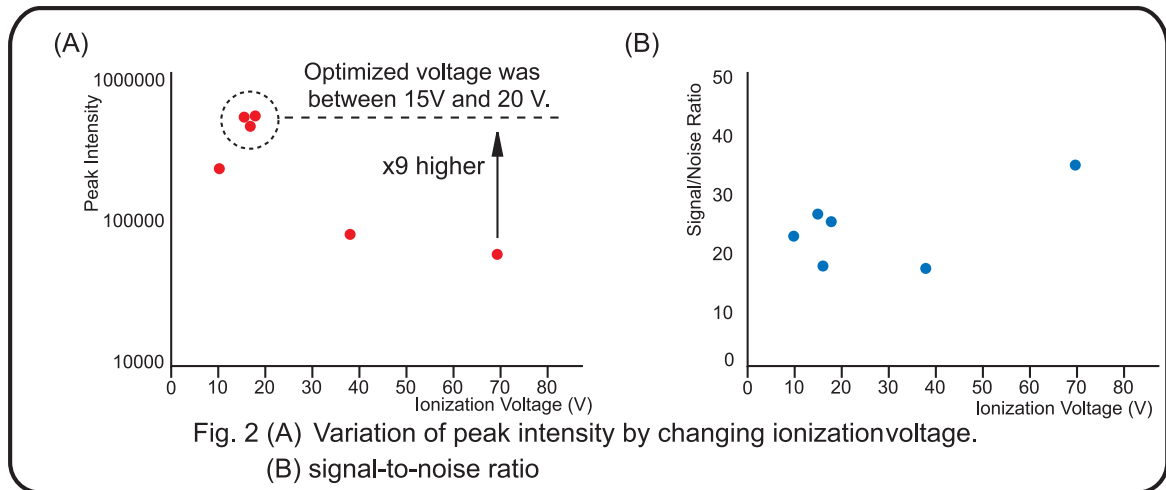 (A)
Peak Intensity
1000000
100000
10000
Optimized voltage was
between 15V and 20 V.
x9 higher
0 10 20 30 40 50 60 70 80
Ionization Voltage (V)
(B)
Signal/Noise Ratio
50
40
30
20
10
0
0 10 20 30 40 50 60 70 80
Ionization Voltage (V)
Fig. 2 (A) Variation of peak intensity by changing ionizationvoltage.
(B) signal-to-noise ratio